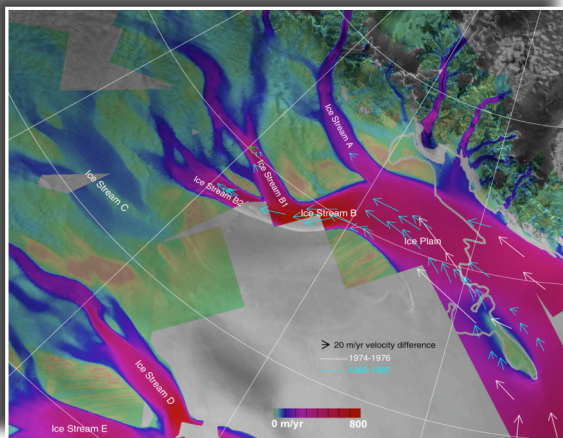 Ice Stream A
Ice Stream B1
Ice Stream B2
Ice Stream C
Ice Stream B
Ice Plain
20 m/yr velocity difference
1974-1976
Ice Stream D
0 m/yr
800
Ice Stream E